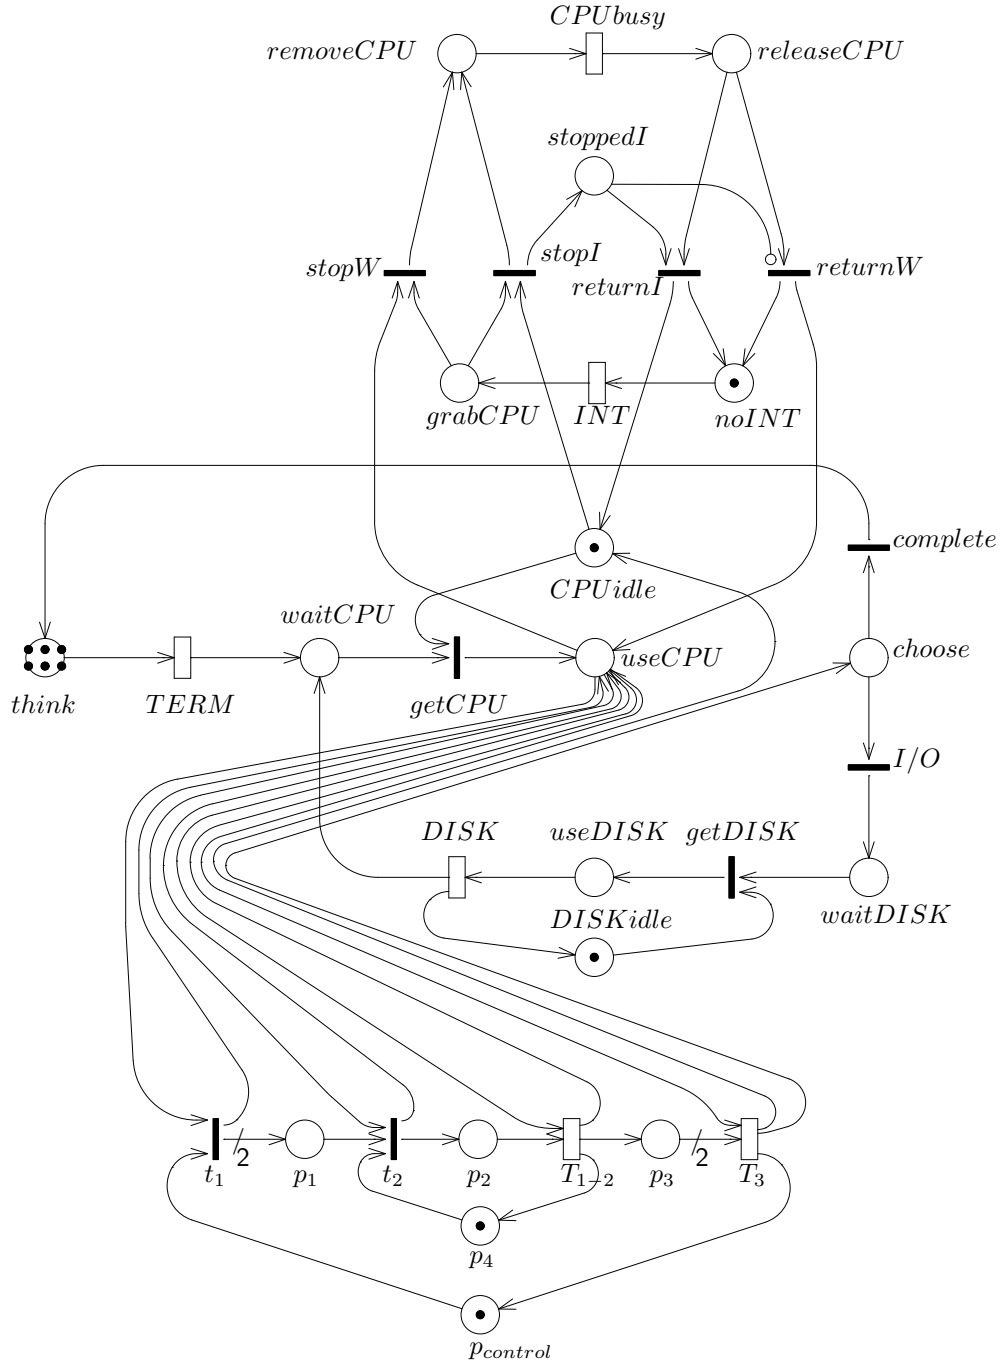 CPUbusy
removeCPU
releaseCPU
stoppedI
stopW
stopI
returnI
returnW
grabCPU
INT
noINT
complete
CPUidle
waitCPU
useCPU
choose
think
TERM
getCPU
I/O
DISK
useDISK
getDISK
DISKidle
waitDISK
2
2
t₁
p₁
t₂
p₂
T₁₋₂
p₃
T₃
p₄
p_control